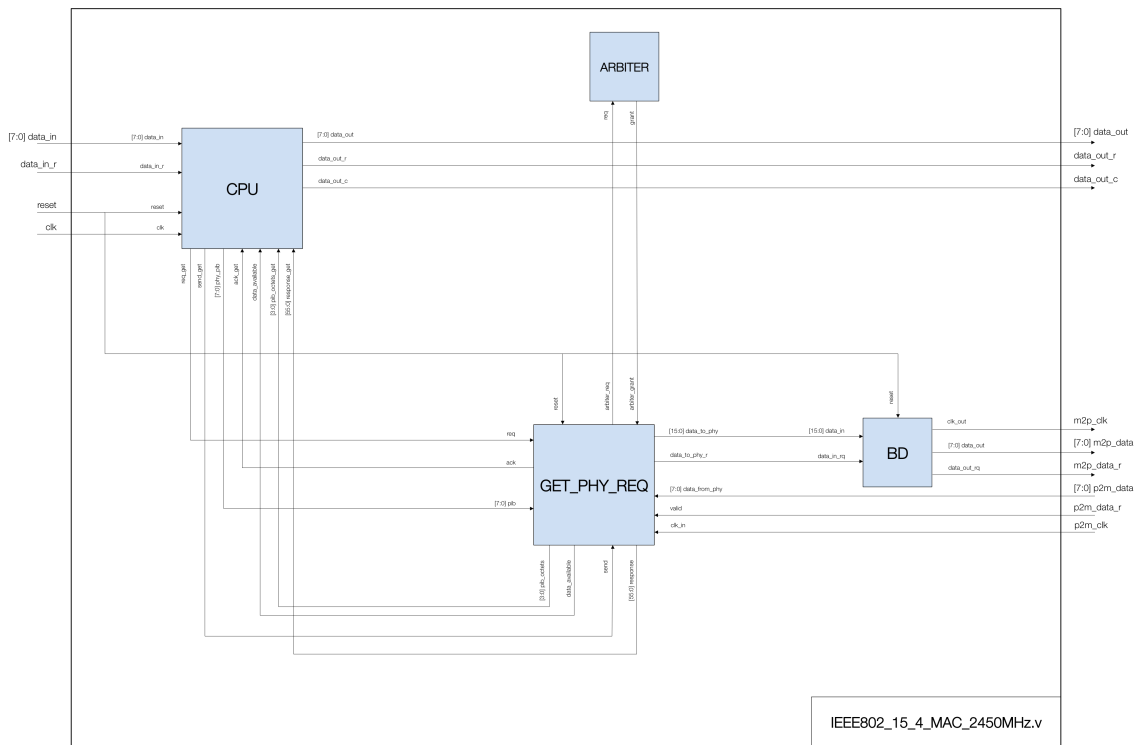 ARBITER
req
grant
[7:0] data_in
[7:0] data_in
[7:0] data_out
[7:0] data_out
data_in_r
data_in_r
data_out_r
data_out_r
CPU
data_out_c
data_out_c
reset
reset
clk
clk
req_get
send_get
[7:0] phy_pib
ack_get
data_available
[3:0] pib_octets_get
[55:0] response_get
reset
arbiter_req
arbiter_grant
reset
req
[15:0] data_to_phy
[15:0] data_in
clk_out
m2p_clk
ack
data_to_phy_r
data_in_rq
BD
[7:0] data_out
[7:0] m2p_data
data_out_rq
m2p_data_r
GET_PHY_REQ
[7:0] data_from_phy
[7:0] p2m_data
[7:0] pib
valid
p2m_data_r
clk_in
p2m_clk
[3:0] pib_octets
data_available
send
[55:0] response
IEEE802_15_4_MAC_2450MHz.v